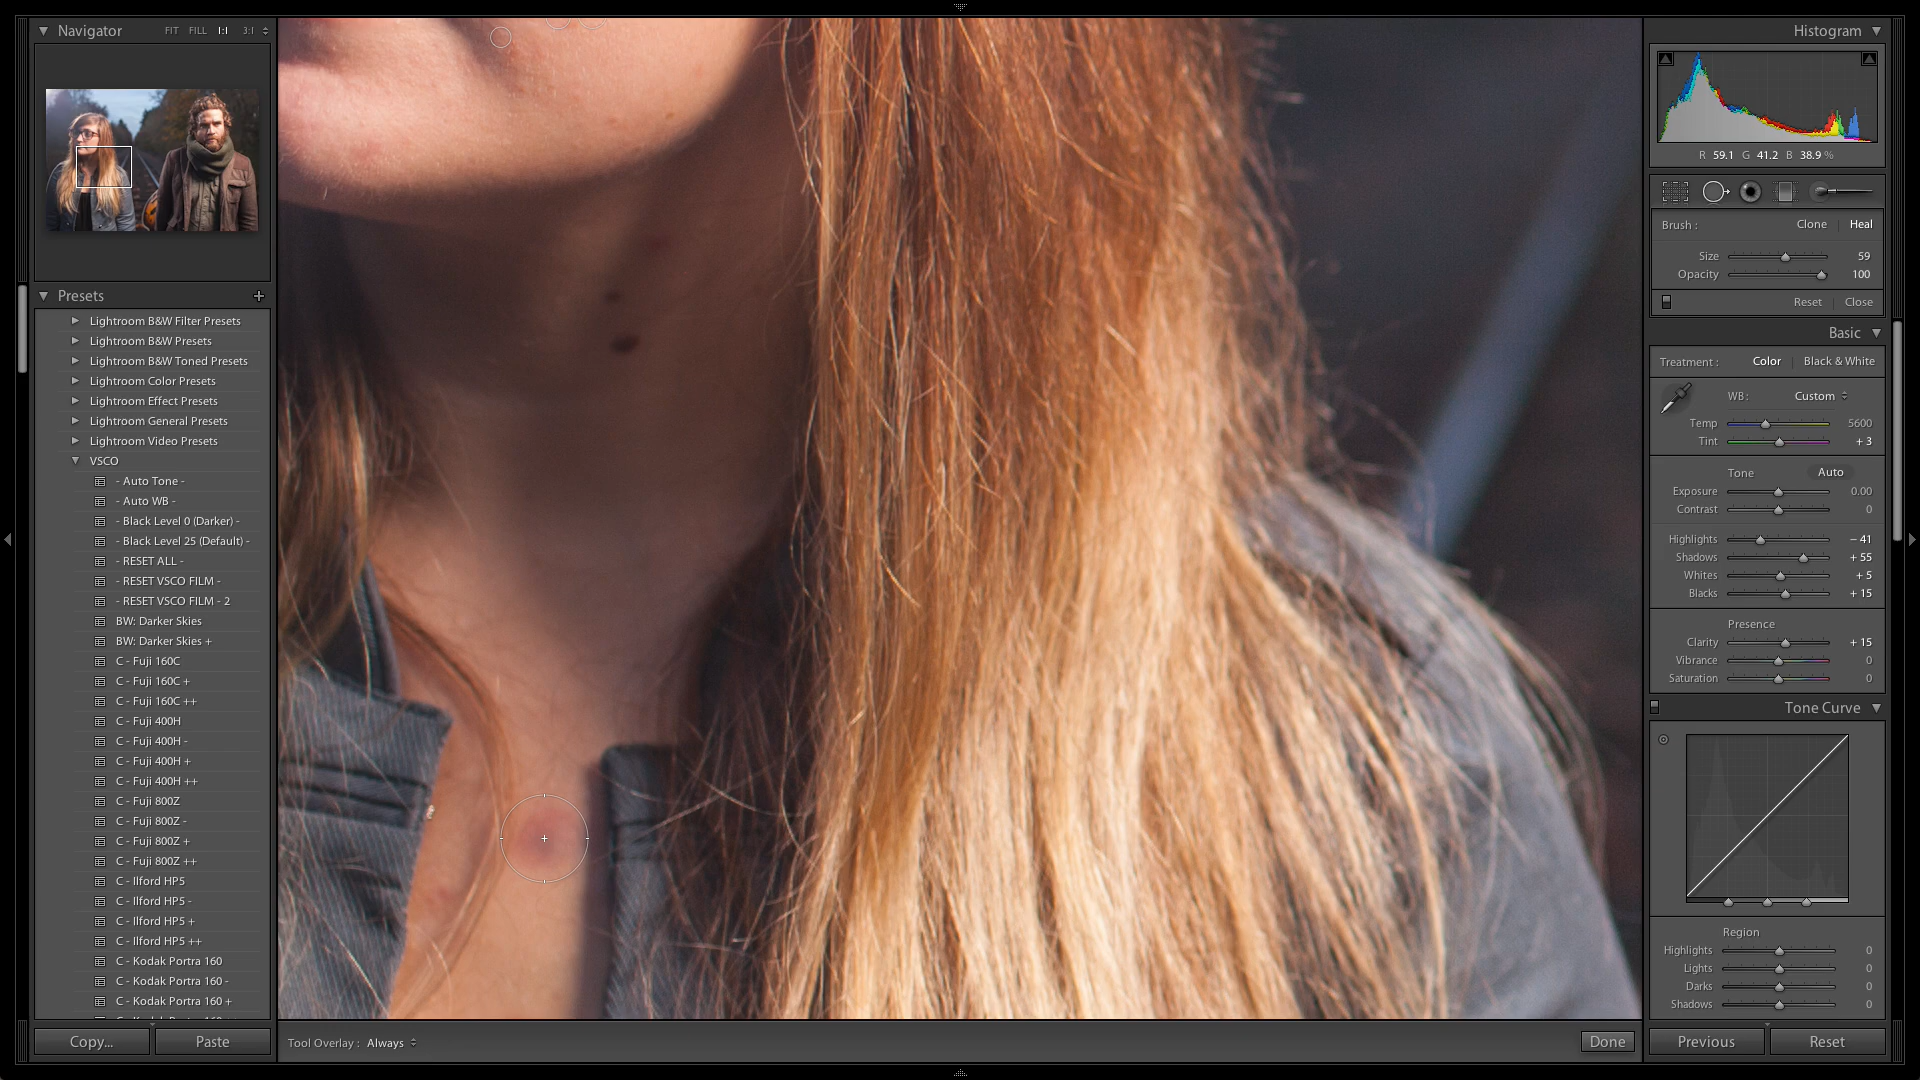 Navigator FIT FILL 1:1 3:1
Presets +
Lightroom B&W Filter Presets
Lightroom B&W Presets
Lightroom B&W Toned Presets
Lightroom Color Presets
Lightroom Effect Presets
Lightroom General Presets
Lightroom Video Presets
VSCO
- Auto Tone -
- Auto WB -
- Black Level 0 (Darker) -
- Black Level 25 (Default) -
- RESET ALL -
- RESET VSCO FILM -
- RESET VSCO FILM - 2
BW: Darker Skies
BW: Darker Skies +
C - Fuji 160C
C - Fuji 160C +
C - Fuji 160C ++
C - Fuji 400H
C - Fuji 400H -
C - Fuji 400H +
C - Fuji 400H ++
C - Fuji 800Z
C - Fuji 800Z -
C - Fuji 800Z +
C - Fuji 800Z ++
C - Ilford HP5
C - Ilford HP5 -
C - Ilford HP5 +
C - Ilford HP5 ++
C - Kodak Portra 160
C - Kodak Portra 160 -
C - Kodak Portra 160 +
Copy... Paste
Tool Overlay : Always
Done
Histogram
R 59.1 G 41.2 B 38.9 %
Brush : Clone | Heal
Size 59
Opacity 100
Reset | Close
Basic
Treatment : Color | Black & White
WB : Custom
Temp 5600
Tint + 3
Tone Auto
Exposure 0.00
Contrast 0
Highlights − 41
Shadows + 55
Whites + 5
Blacks + 15
Presence
Clarity + 15
Vibrance 0
Saturation 0
Tone Curve
Region
Highlights 0
Lights 0
Darks 0
Shadows 0
Previous Reset